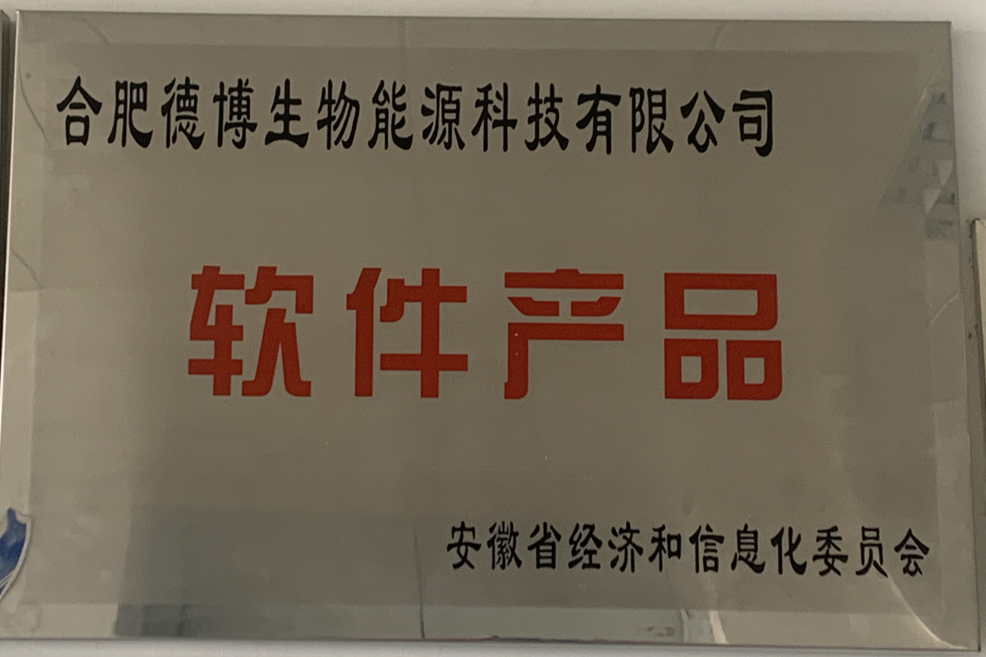 合肥德博生物能源科技有限公司
软件产品
安徽省经济和信息化委员会